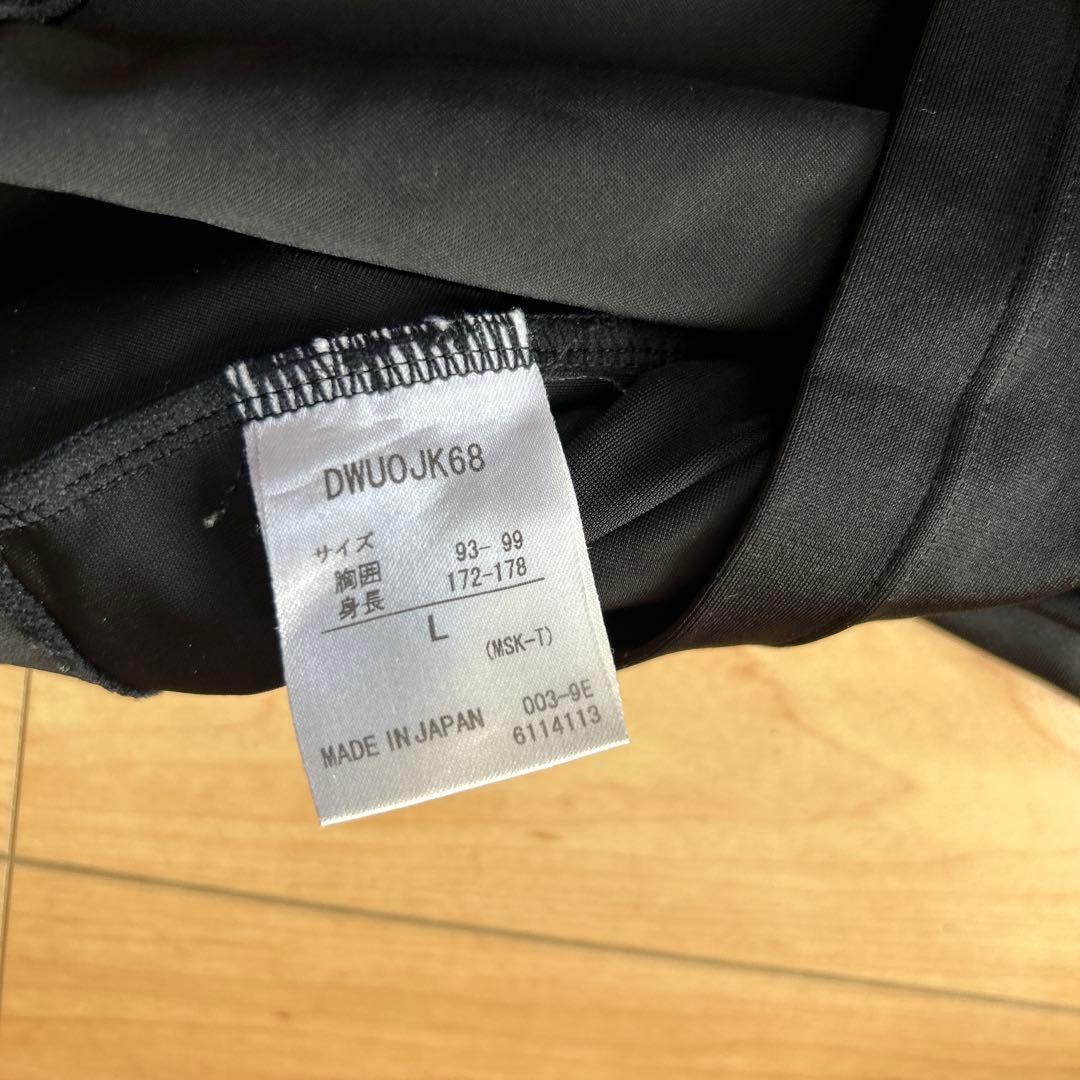 DWUOJK68
サイズ
胸囲 93- 99
身長 172-178
L
(MSK-T)
003-9E
MADE IN JAPAN 6114113